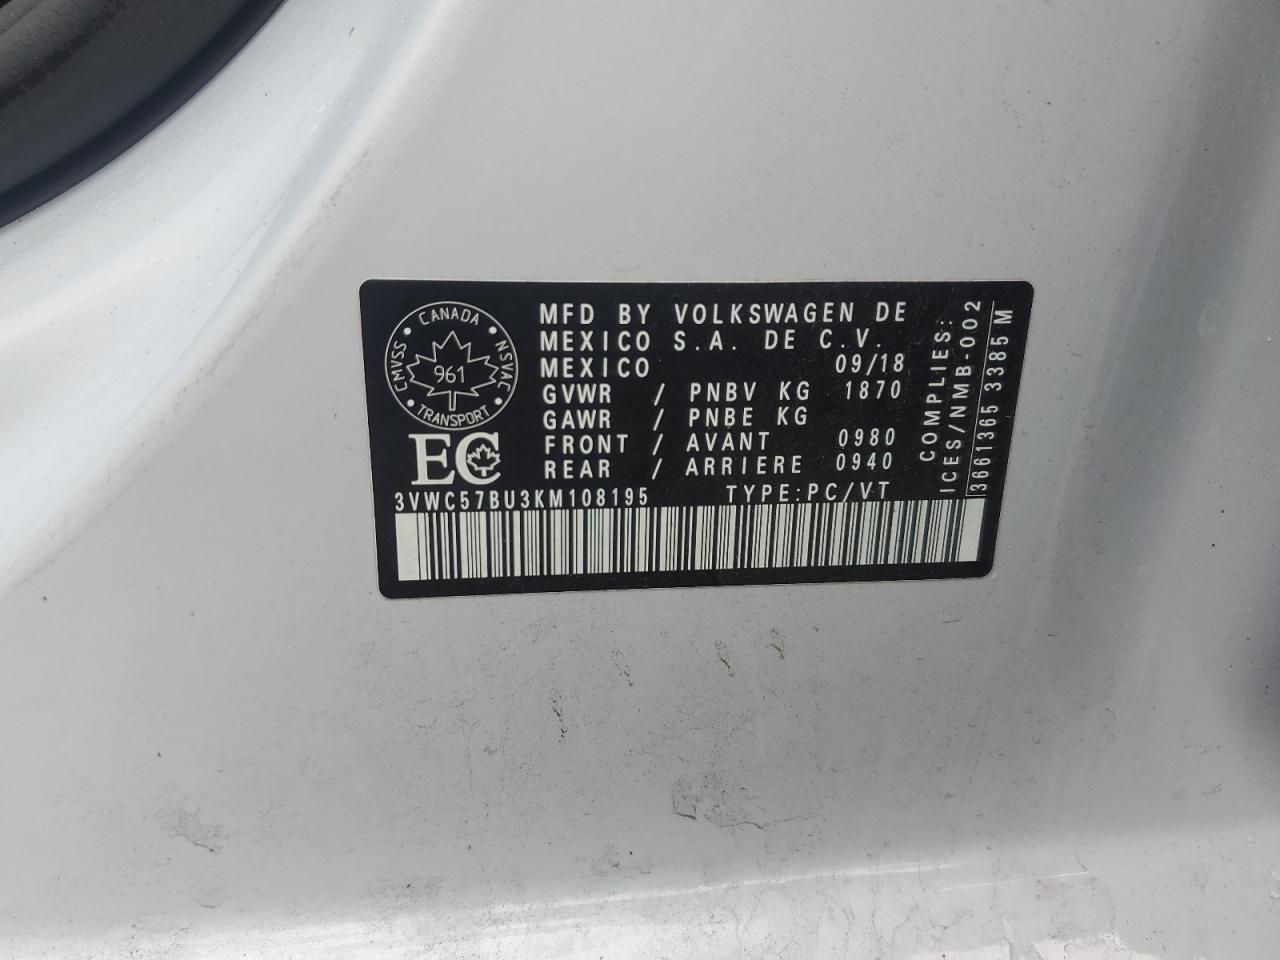 CANADA
CMVSS
NSVAC
961
TRANSPORT
EC
MFD BY VOLKSWAGEN DE
MEXICO S.A. DE C.V.
MEXICO 09/18
GVWR / PNBV KG 1870
GAWR / PNBE KG
FRONT / AVANT 0980
REAR / ARRIERE 0940
3VWC57BU3KM108195 TYPE:PC/VT
COMPLIES:
ICES/NMB-002
3661365 3385M